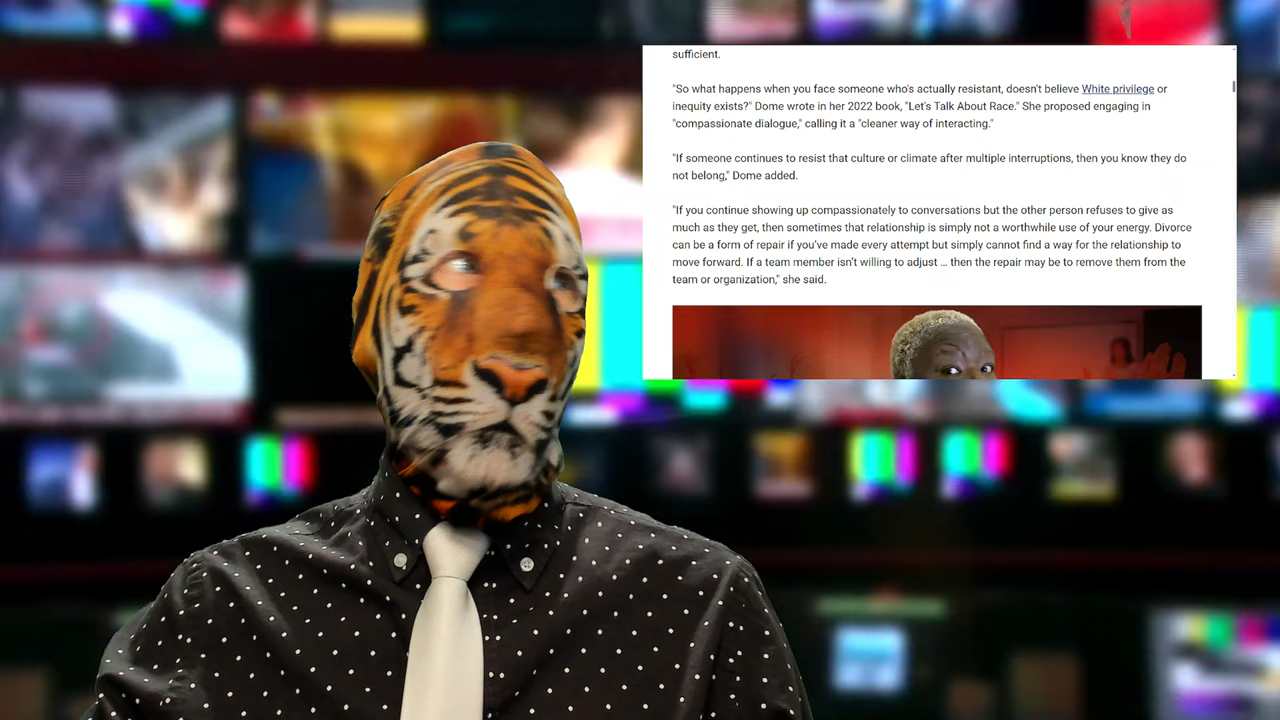 sufficient.
"So what happens when you face someone who's actually resistant, doesn't believe White privilege or
inequity exists?" Dome wrote in her 2022 book, "Let's Talk About Race." She proposed engaging in
"compassionate dialogue," calling it a "cleaner way of interacting."
"If someone continues to resist that culture or climate after multiple interruptions, then you know they do
not belong," Dome added.
"If you continue showing up compassionately to conversations but the other person refuses to give as
much as they get, then sometimes that relationship is simply not a worthwhile use of your energy. Divorce
can be a form of repair if you've made every attempt but simply cannot find a way for the relationship to
move forward. If a team member isn't willing to adjust ... then the repair may be to remove them from the
team or organization," she said.